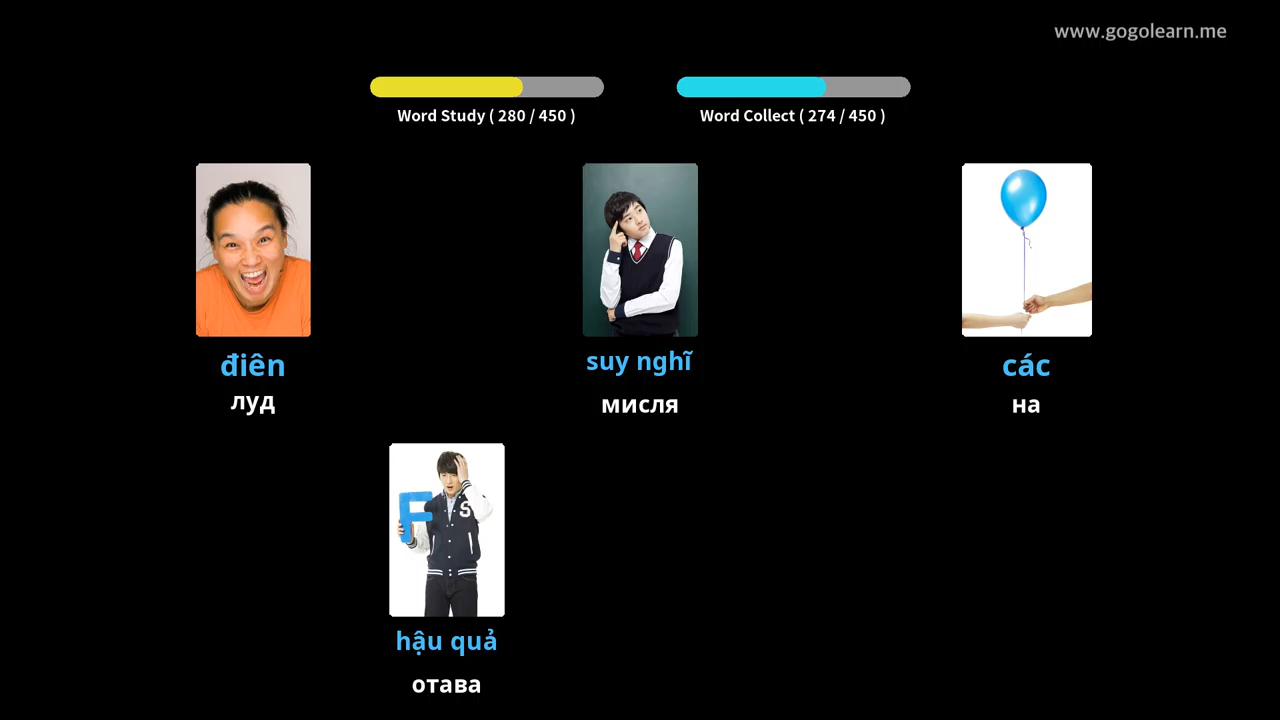 www.gogolearn.me
Word Study ( 280 / 450 )
Word Collect ( 274 / 450 )
điên
луд
suy nghĩ
мисля
các
на
F
S
hậu quả
отава